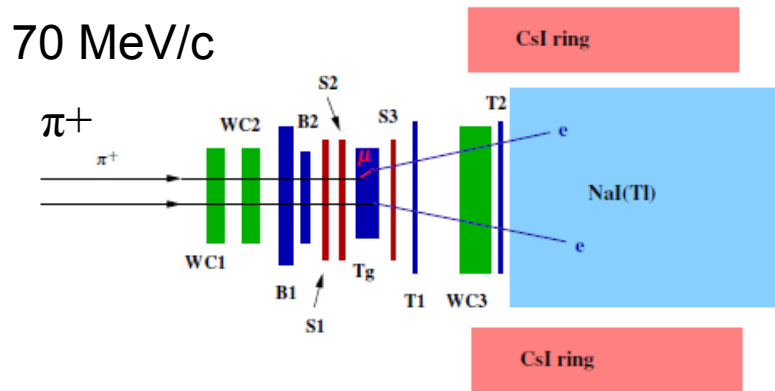 70 MeV/c
π+
π+
CsI ring
S2
WC2
B2
S3
T2
μ
e
NaI(Tl)
e
WC1
B1
Tg
T1
WC3
S1
CsI ring